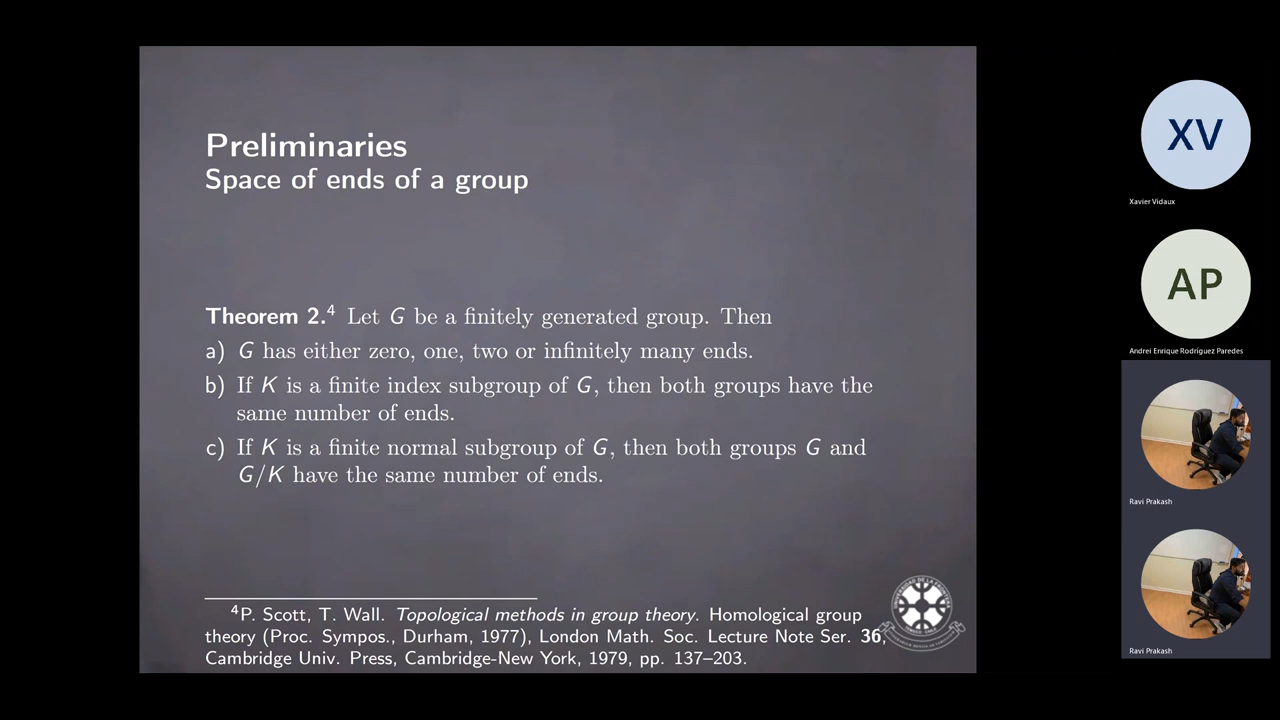 Preliminaries
Space of ends of a group
Theorem 2.⁴ Let G be a finitely generated group. Then
a) G has either zero, one, two or infinitely many ends.
b) If K is a finite index subgroup of G, then both groups have the
same number of ends.
c) If K is a finite normal subgroup of G, then both groups G and
G/K have the same number of ends.
⁴P. Scott, T. Wall. Topological methods in group theory. Homological group
theory (Proc. Sympos., Durham, 1977), London Math. Soc. Lecture Note Ser. 36,
Cambridge Univ. Press, Cambridge-New York, 1979, pp. 137–203.
XV
Xavier Vidaux
AP
Andrei Enrique Rodríguez Paredes
Ravi Prakash
Ravi Prakash